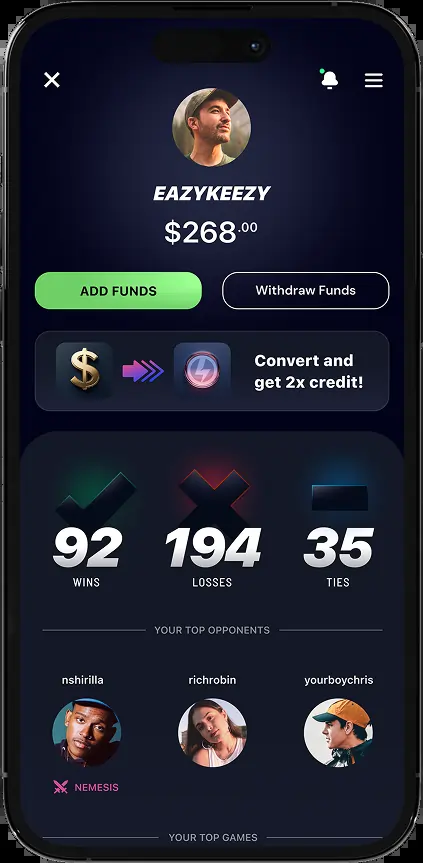 EAZYKEEZY
$268.00
ADD FUNDS
Withdraw Funds
Convert and
get 2x credit!
92
WINS
194
LOSSES
35
TIES
YOUR TOP OPPONENTS
nshirilla
richrobin
yourboychris
NEMESIS
YOUR TOP GAMES